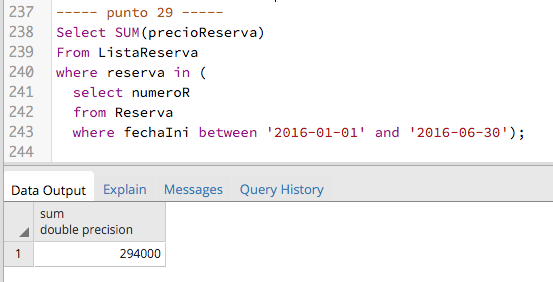 237 ----- punto 29 -----
238 Select SUM(precioReserva)
239 From ListaReserva
240 where reserva in (
241 select numeroR
242 from Reserva
243 where fechaIni between '2016-01-01' and '2016-06-30');
244
Data Output Explain Messages Query History
sum
double precision
1 294000